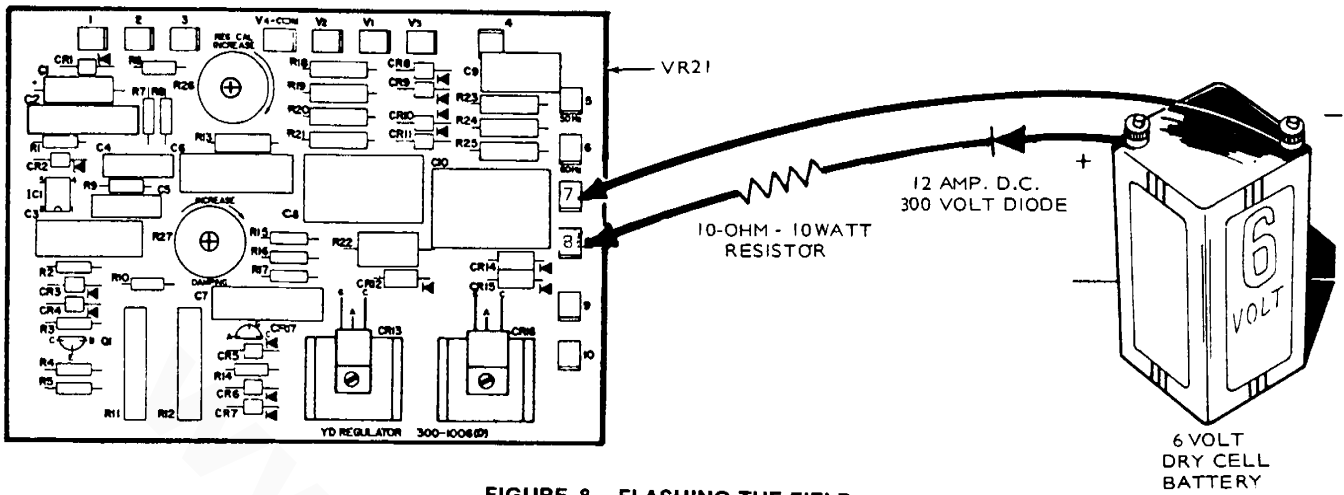 1 2 3 V4-COM V2 V1 V3 4
VR21
CR1 R6 RES. CAL. INCREASE R18 CR8 C9
C1 R26 R19 CR9
+
C2 R7 R8 R20 CR10 R23 5
50Hz
R1 R13 R21 CR11 R24 6
60Hz
CR2 C4 C6 R25
IC1 5 4 R9 C5 C8 C10 7
C3 INCREASE R27 DAMPING R15 R22 8
R2 R16 CR14
CR3 R10 R17 CR12 CR15
CR4 C7 G A C G A C 9
R3 CR17 CR13 CR16
C B Q1 E A G C CR5 10
R4 R14
R5 CR6
R11 R12 CR7
YD REGULATOR 300-1006(D)
10-OHM - 10WATT
RESISTOR
12 AMP. D.C.
300 VOLT DIODE
+
−
6
VOLT
6 VOLT
DRY CELL
BATTERY
FIGURE 8. FLASHING THE FIELD